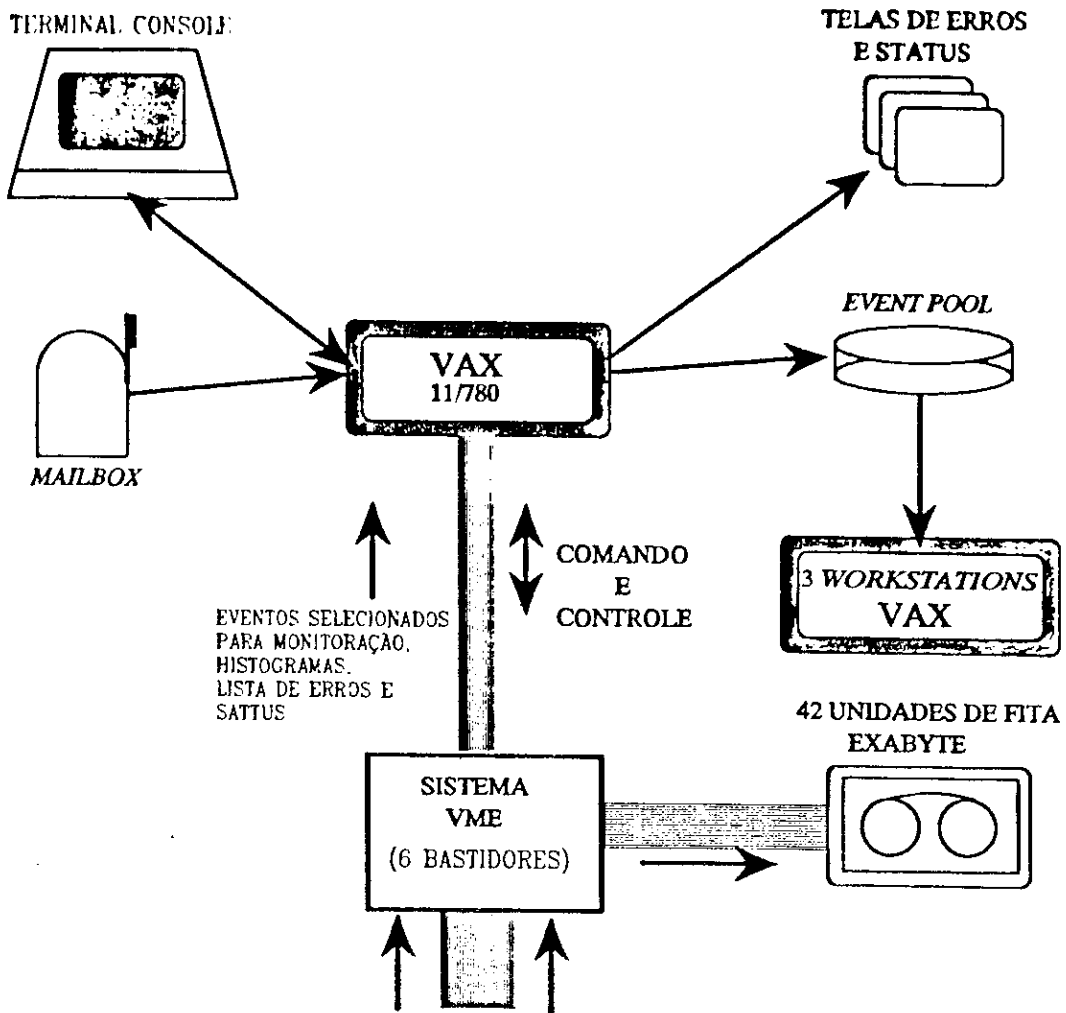 TERMINAL CONSOLE
TELAS DE ERROS
E STATUS
VAX
11/780
EVENT POOL
MAILBOX
COMANDO
E
CONTROLE
3 WORKSTATIONS
VAX
EVENTOS SELECIONADOS
PARA MONITORAÇÃO,
HISTOGRAMAS.
LISTA DE ERROS E
SATTUS
42 UNIDADES DE FITA
EXABYTE
SISTEMA
VME
(6 BASTIDORES)